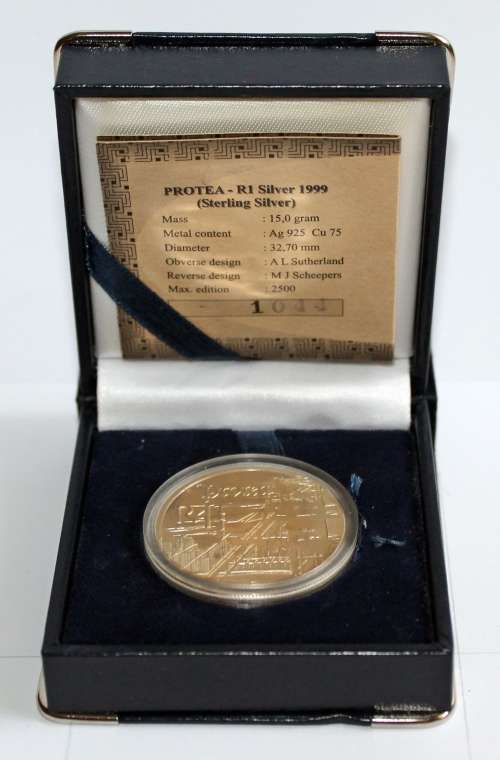 PROTEA - R1 Silver 1999
(Sterling Silver)
Mass : 15,0 gram
Metal content : Ag 925 Cu 75
Diameter : 32,70 mm
Obverse design : A L Sutherland
Reverse design : M J Scheepers
Max. edition : 2500
1044